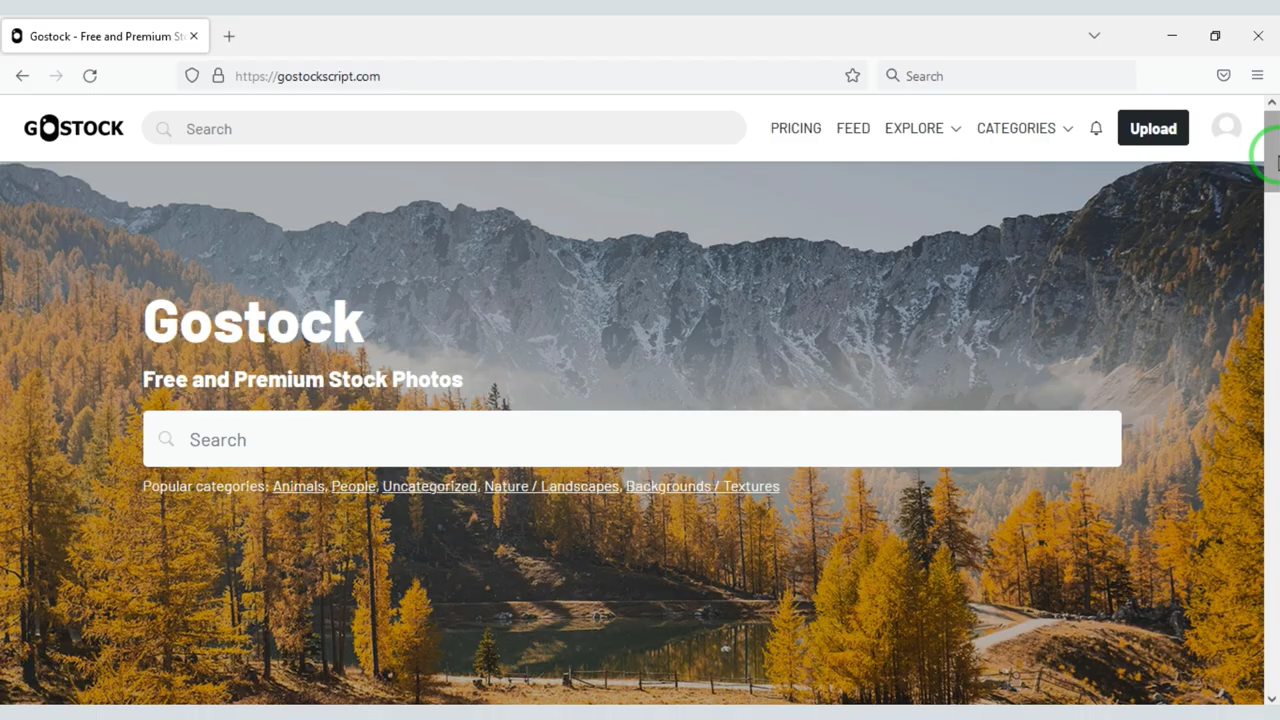 Gostock - Free and Premium St
https://gostockscript.com
Search
GOSTOCK
Search
PRICING FEED EXPLORE CATEGORIES Upload
Gostock
Free and Premium Stock Photos
Search
Popular categories: Animals, People, Uncategorized, Nature / Landscapes, Backgrounds / Textures